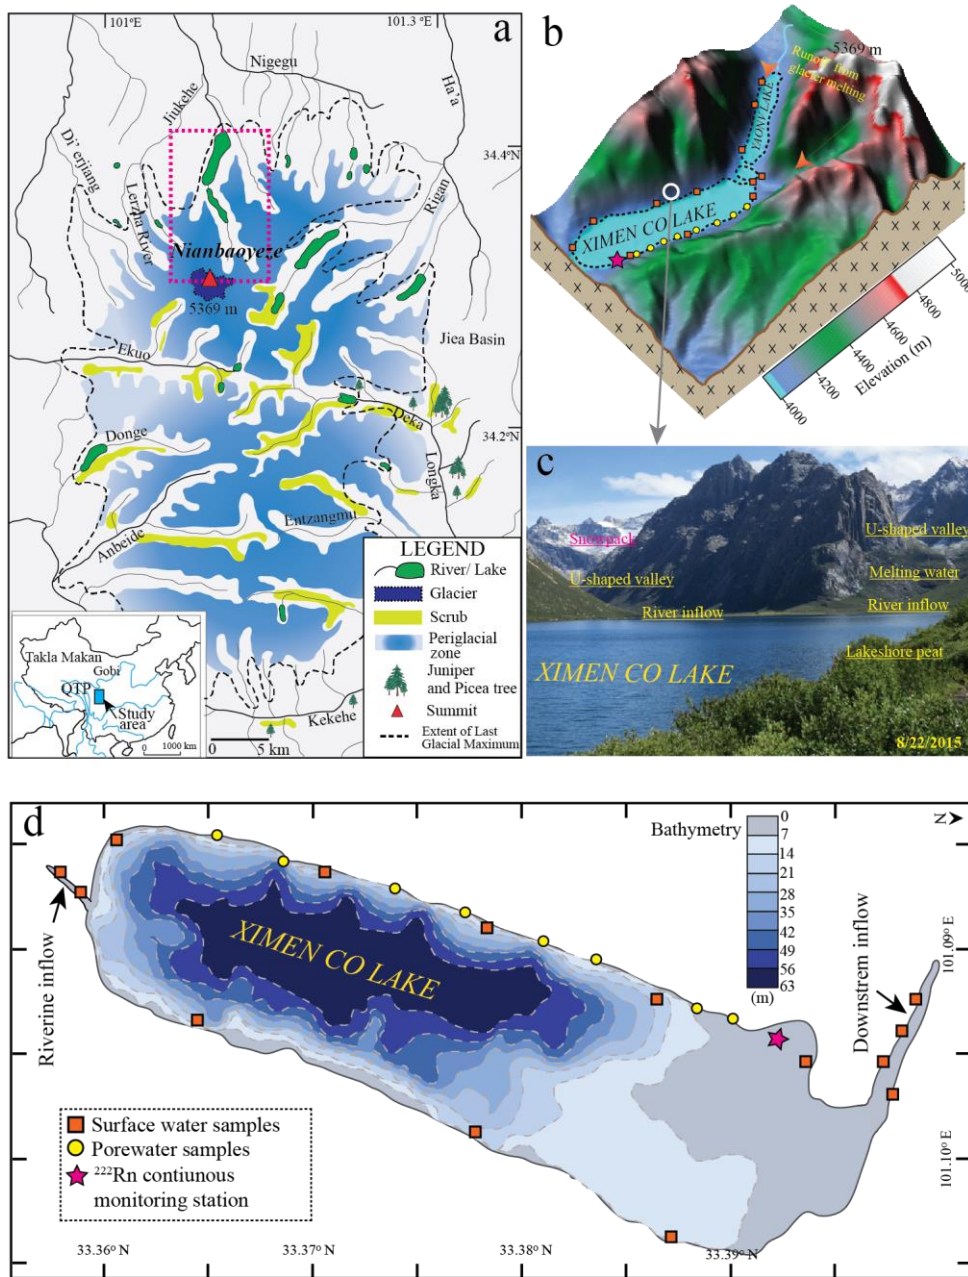 101°E
101.3 °E
a
Nigegu
Jiukehe
Ha'a
Di' erjiang
34.4°N
Lerzha River
Rigan
Nianbaoyeze
5369 m
Jiea Basin
Ekuo
Deka
34.2°N
Donge
Longka
Entzangmu
Anbeide
LEGEND
River/ Lake
Glacier
Scrub
Periglacial
zone
Juniper
and Picea tree
Summit
Extent of Last
Glacial Maximum
Takla Makan
Gobi
QTP
Study
area
0 1000 km
Kekehe
0 5 km
b
5369 m
Runoff from
glacier melting
YAONV LAKE
XIMEN CO LAKE
5000
4800
4600
4400
4200
4000
Elevation (m)
c
Snowpack
U-shaped valley
U-shaped valley
Melting water
River inflow
River inflow
Lakeshore peat
XIMEN CO LAKE
8/22/2015
d
Bathymetry
0
7
14
21
28
35
42
49
56
63
(m)
N
XIMEN CO LAKE
Riverine inflow
Downstrem inflow
101.09° E
101.10° E
Surface water samples
Porewater samples
²²²Rn contiunous
monitoring station
33.36° N
33.37° N
33.38° N
33.39° N